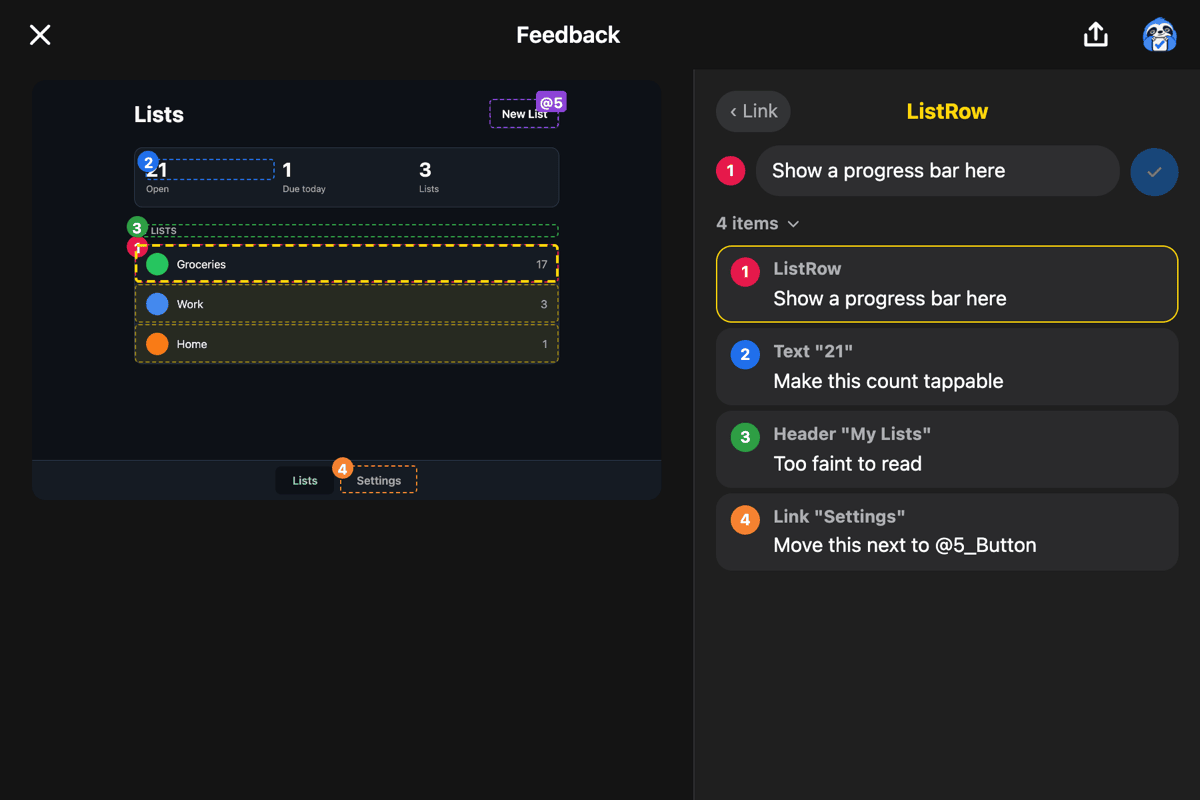 Feedback
Lists
@5
New List
2
21
1
3
Open
Due today
Lists
3
LISTS
1
Groceries
17
Work
3
Home
1
4
Lists
Settings
‹ Link
ListRow
1
Show a progress bar here
4 items
1
ListRow
Show a progress bar here
2
Text "21"
Make this count tappable
3
Header "My Lists"
Too faint to read
4
Link "Settings"
Move this next to @5_Button